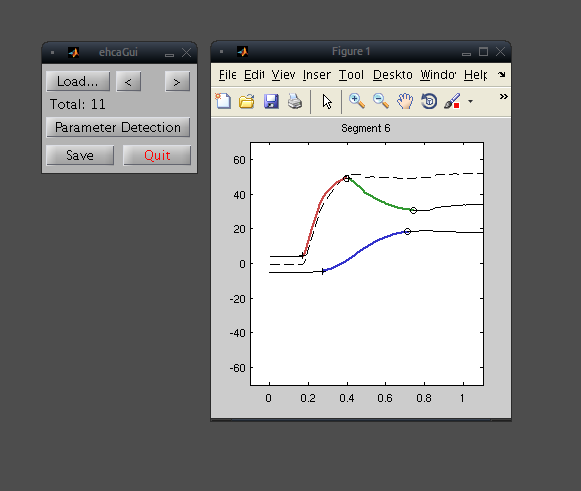 ehcaGui
Load...
<
>
Total: 11
Parameter Detection
Save
Quit
Figure 1
File Edit View Inser Tool Deskto Windo Help
»
Segment 6
60
40
20
0
-20
-40
-60
0 0.2 0.4 0.6 0.8 1